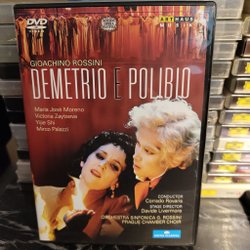 DVD
VIDEO
ARTHAUS
MUSIK
GIOACHINO ROSSINI
DEMETRIO E POLIBIO
María José Moreno
Victoria Zaytseva
Yijie Shi
Mirco Palazzi
CONDUCTOR
Corrado Rovaris
STAGE DIRECTOR
Davide Livermore
ORCHESTRA SINFONICA G. ROSSINI
PRAGUE CHAMBER CHOIR